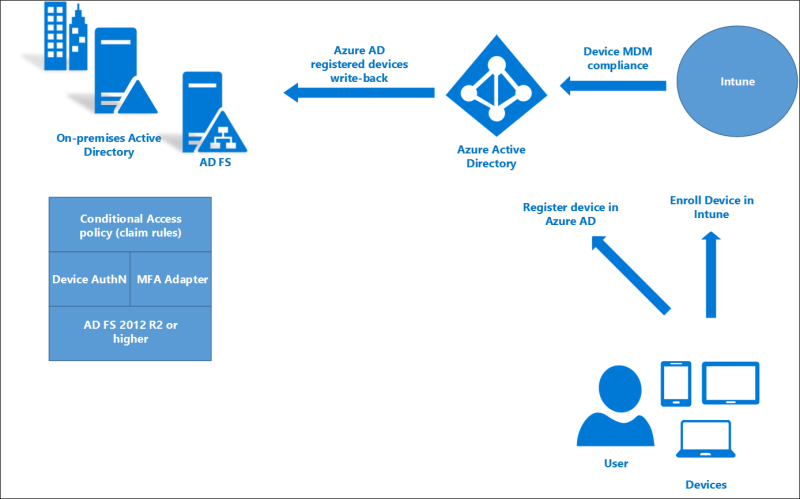 Azure AD
registered devices
write-back
Device MDM
compliance
Intune
On-premises Active
Directory
AD FS
Azure Active
Directory
Conditional Access
policy (claim rules)
Device AuthN
MFA Adapter
AD FS 2012 R2 or
higher
Register device in
Azure AD
Enroll Device in
Intune
User
Devices